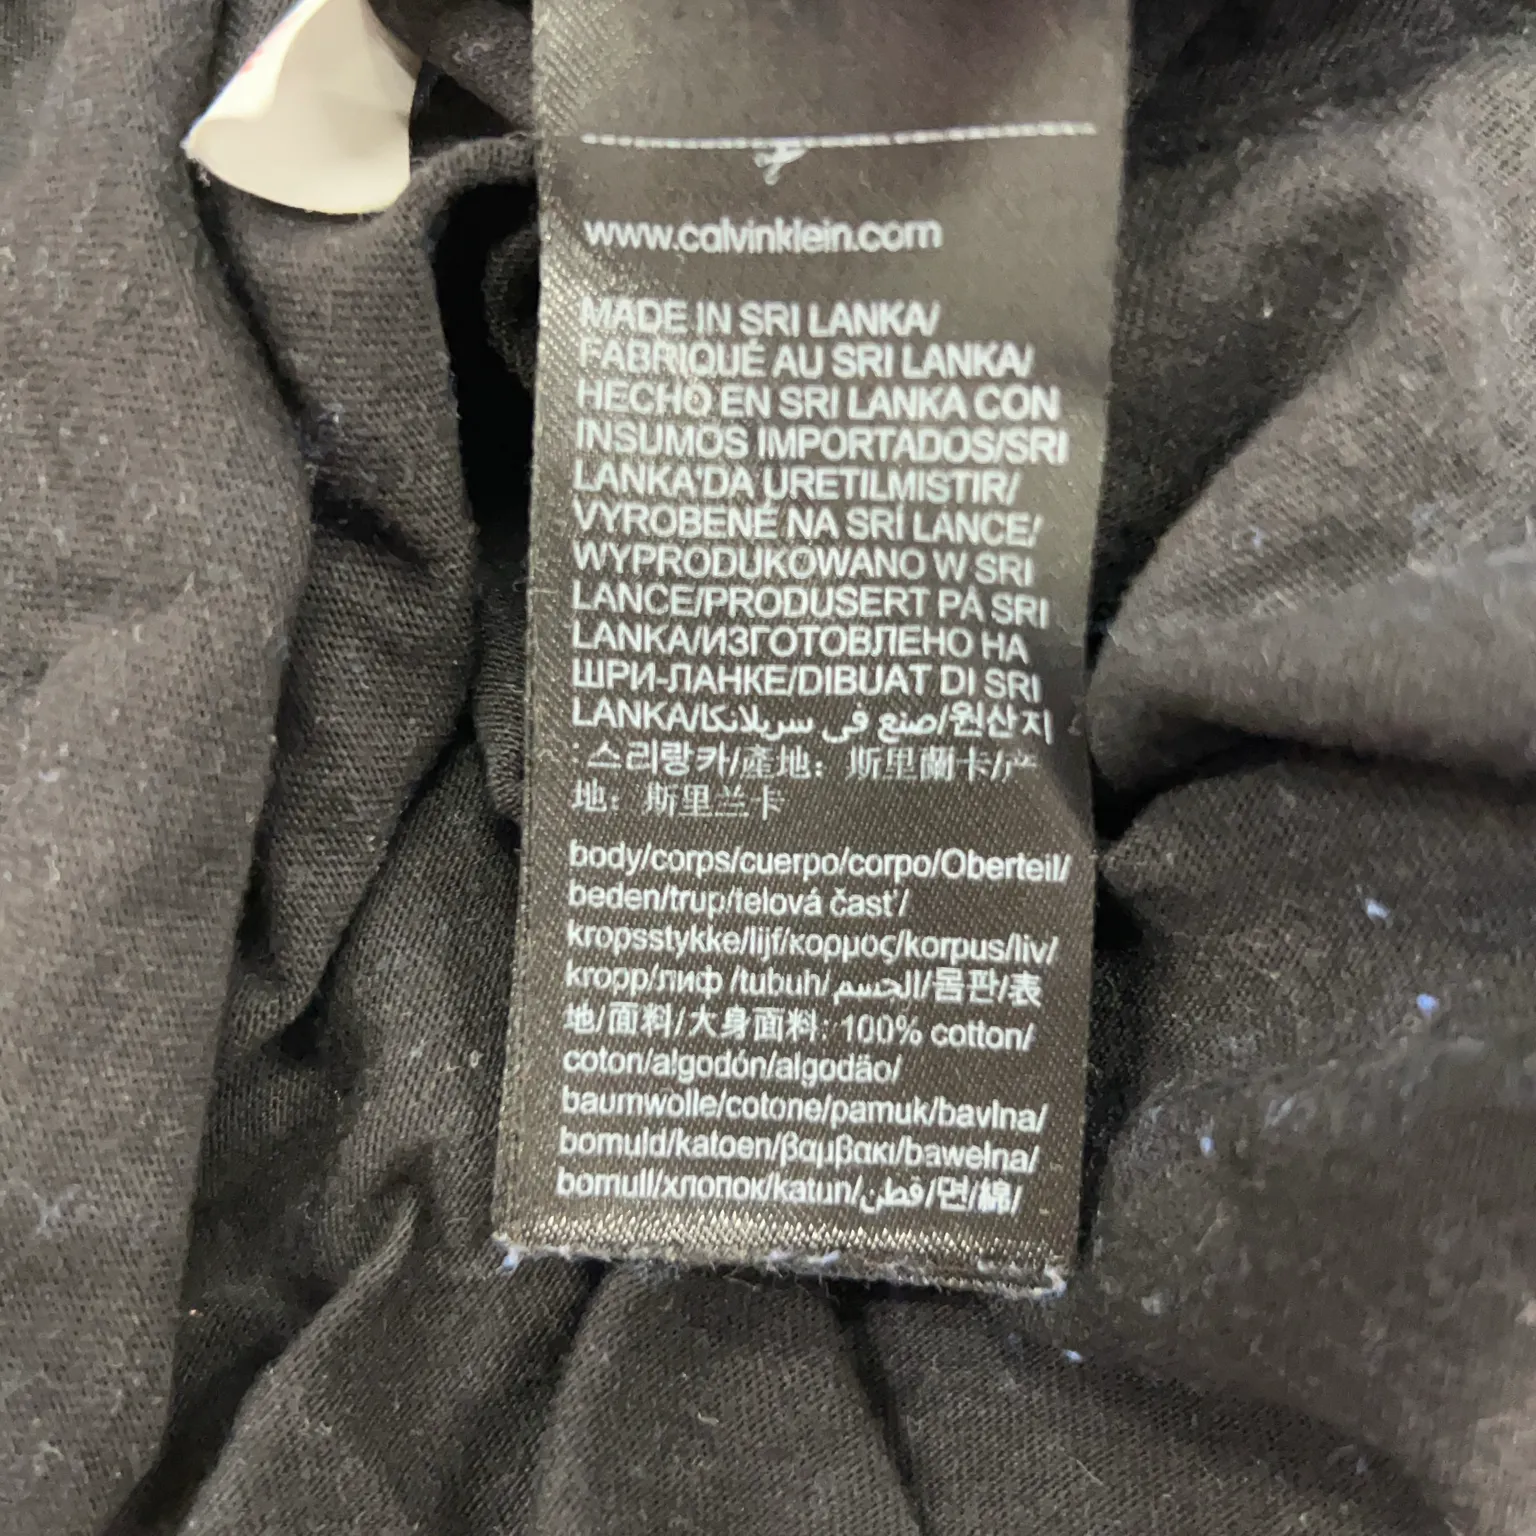 www.calvinklein.com
MADE IN SRI LANKA/
FABRIQUÉ AU SRI LANKA/
HECHO EN SRI LANKA CON
INSUMOS IMPORTADOS/SRI
LANKA'DA URETILMISTIR/
VYROBENÉ NA SRÍ LANCE/
WYPRODUKOWANO W SRI
LANCE/PRODUSERT PÅ SRI
LANKA/ИЗГОТОВЛЕНО НА
ШРИ-ЛАНКЕ/DIBUAT DI SRI
LANKA/صنع في سريلانكا/원산지
: 스리랑카/產地：斯里蘭卡/产
地：斯里兰卡
body/corps/cuerpo/corpo/Oberteil/
beden/trup/telová časť/
kropsstykke/lijf/κορμος/korpus/liv/
kropp/лиф /tubuh/الجسم/몸판/表
地/面料/大身面料: 100% cotton/
coton/algodón/algodão/
baumwolle/cotone/pamuk/bavlna/
bomuld/katoen/βαμβακι/bawełna/
bomull/хлопок/katun/قطن/면/綿/